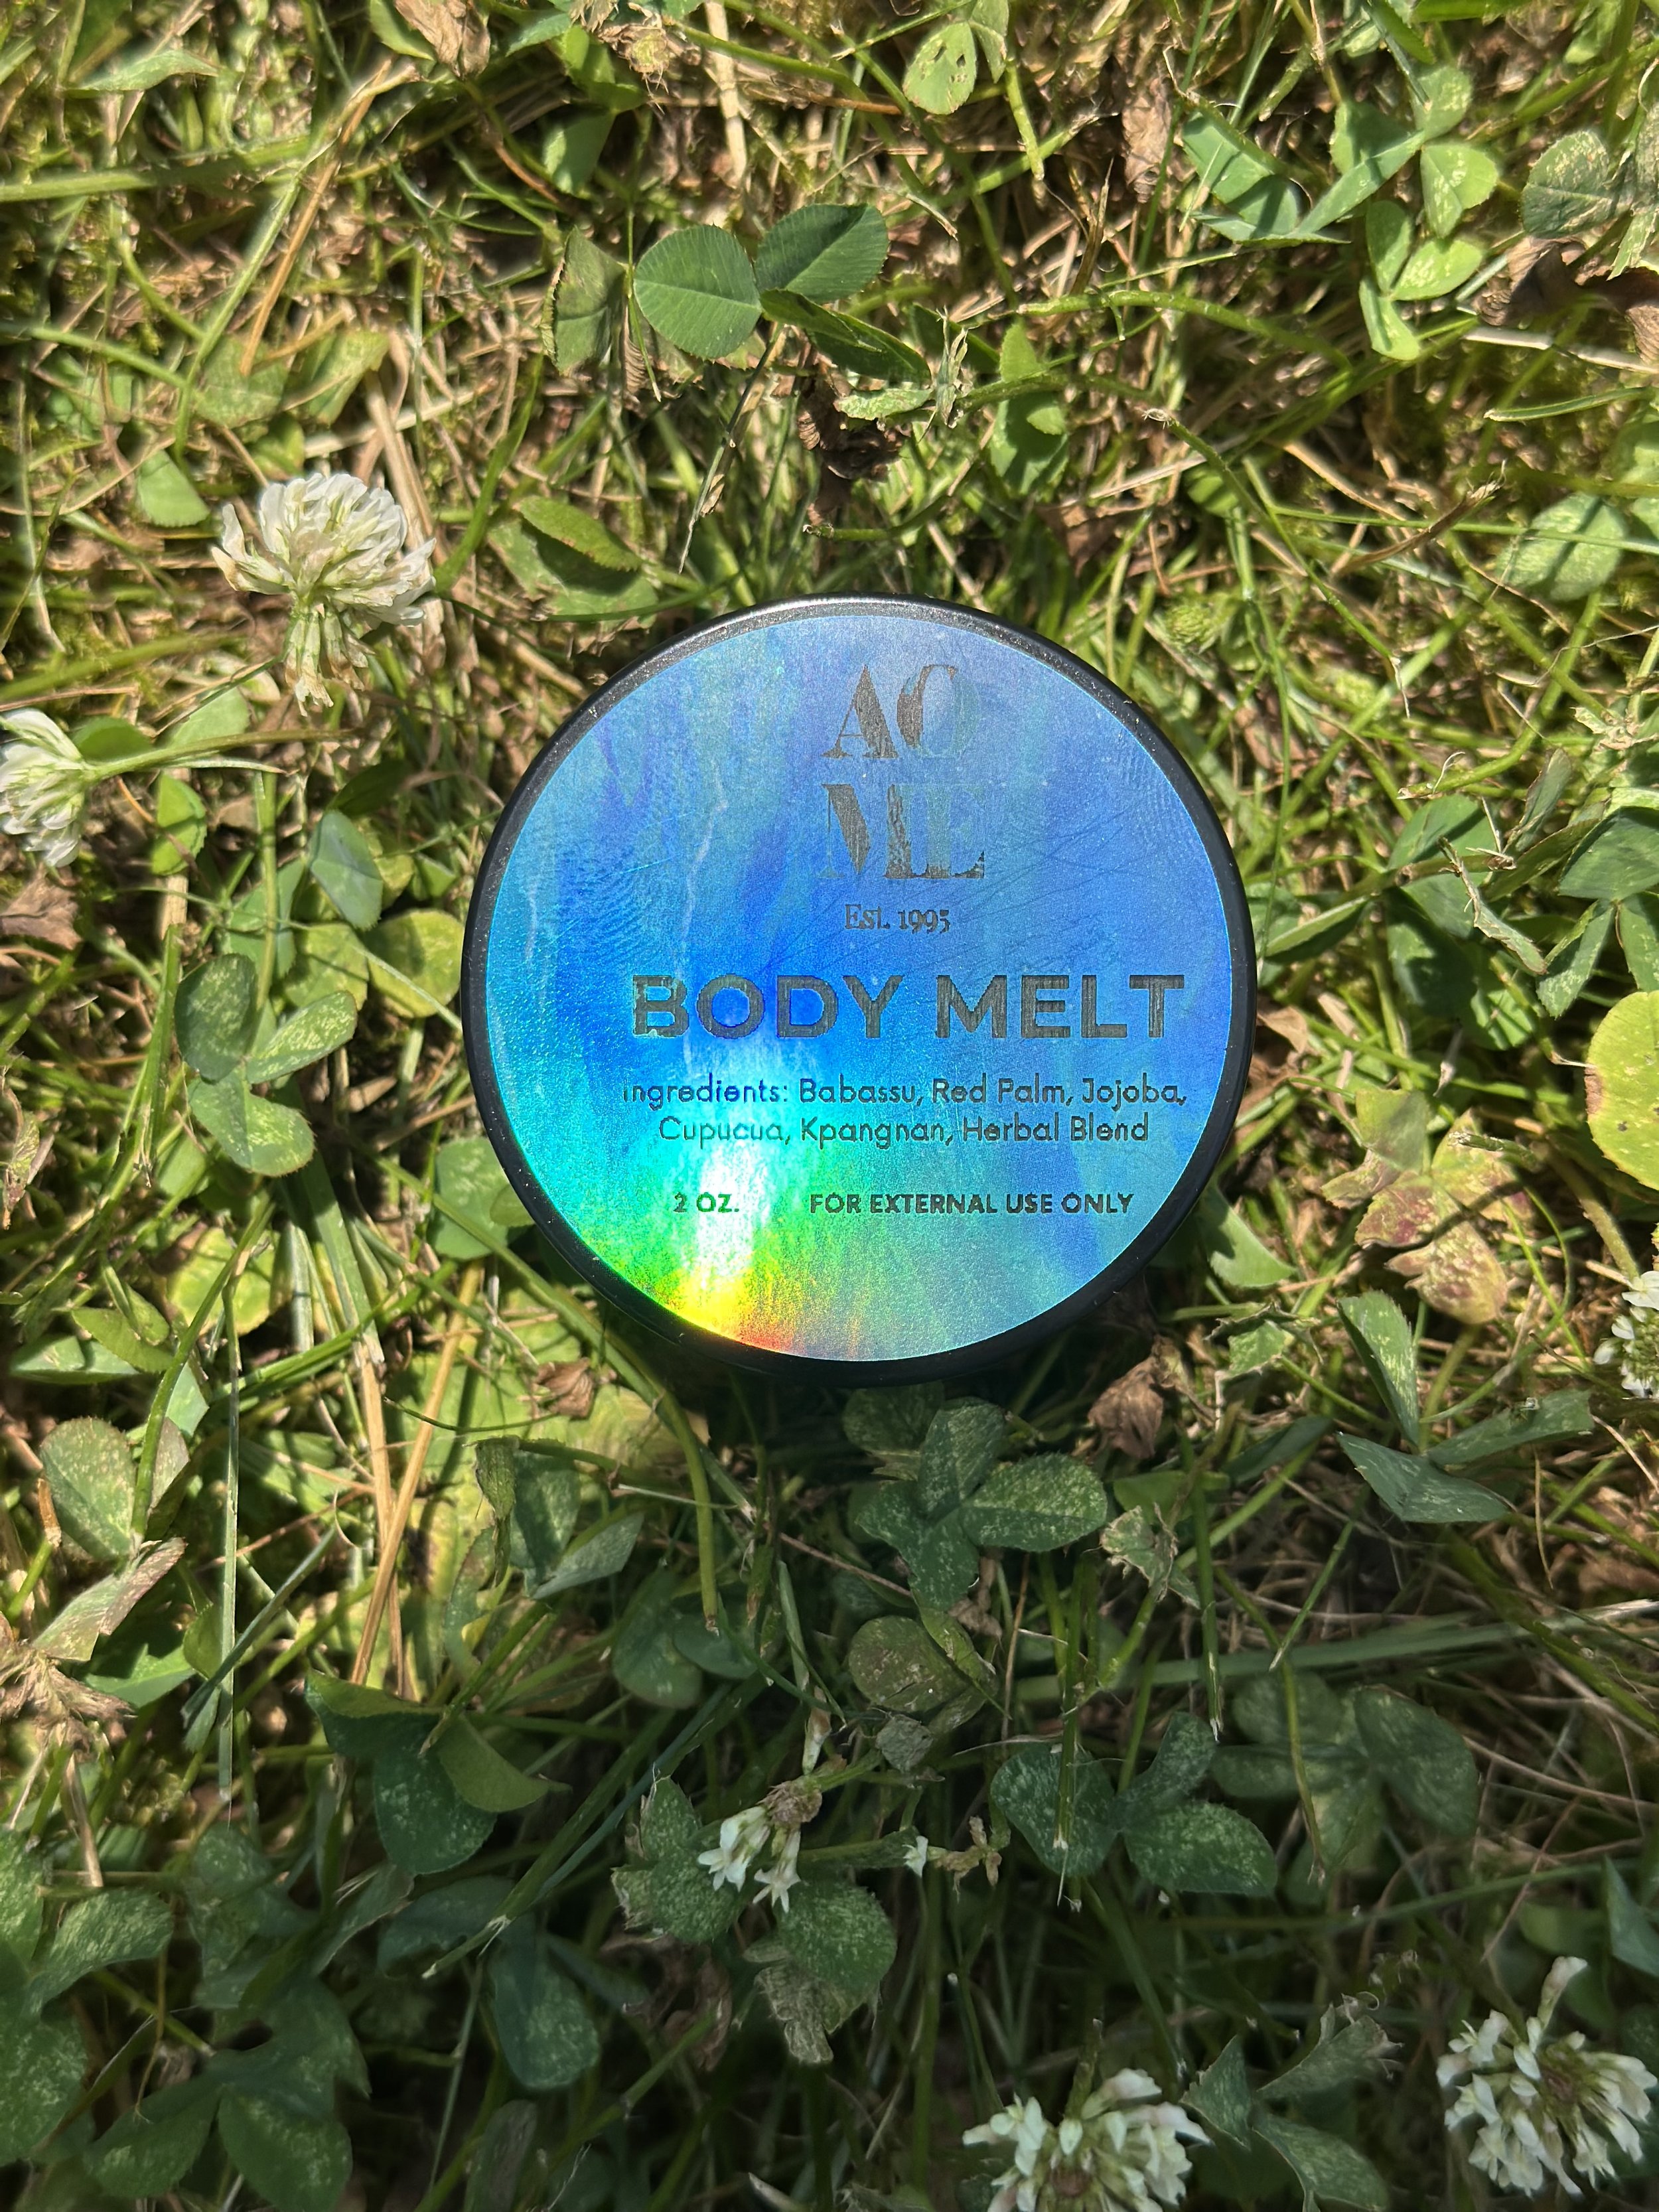 AC
ME
Est. 1995
BODY MELT
ingredients: Babassu, Red Palm, Jojoba,
Cupucua, Kpangnan, Herbal Blend
2 OZ. FOR EXTERNAL USE ONLY